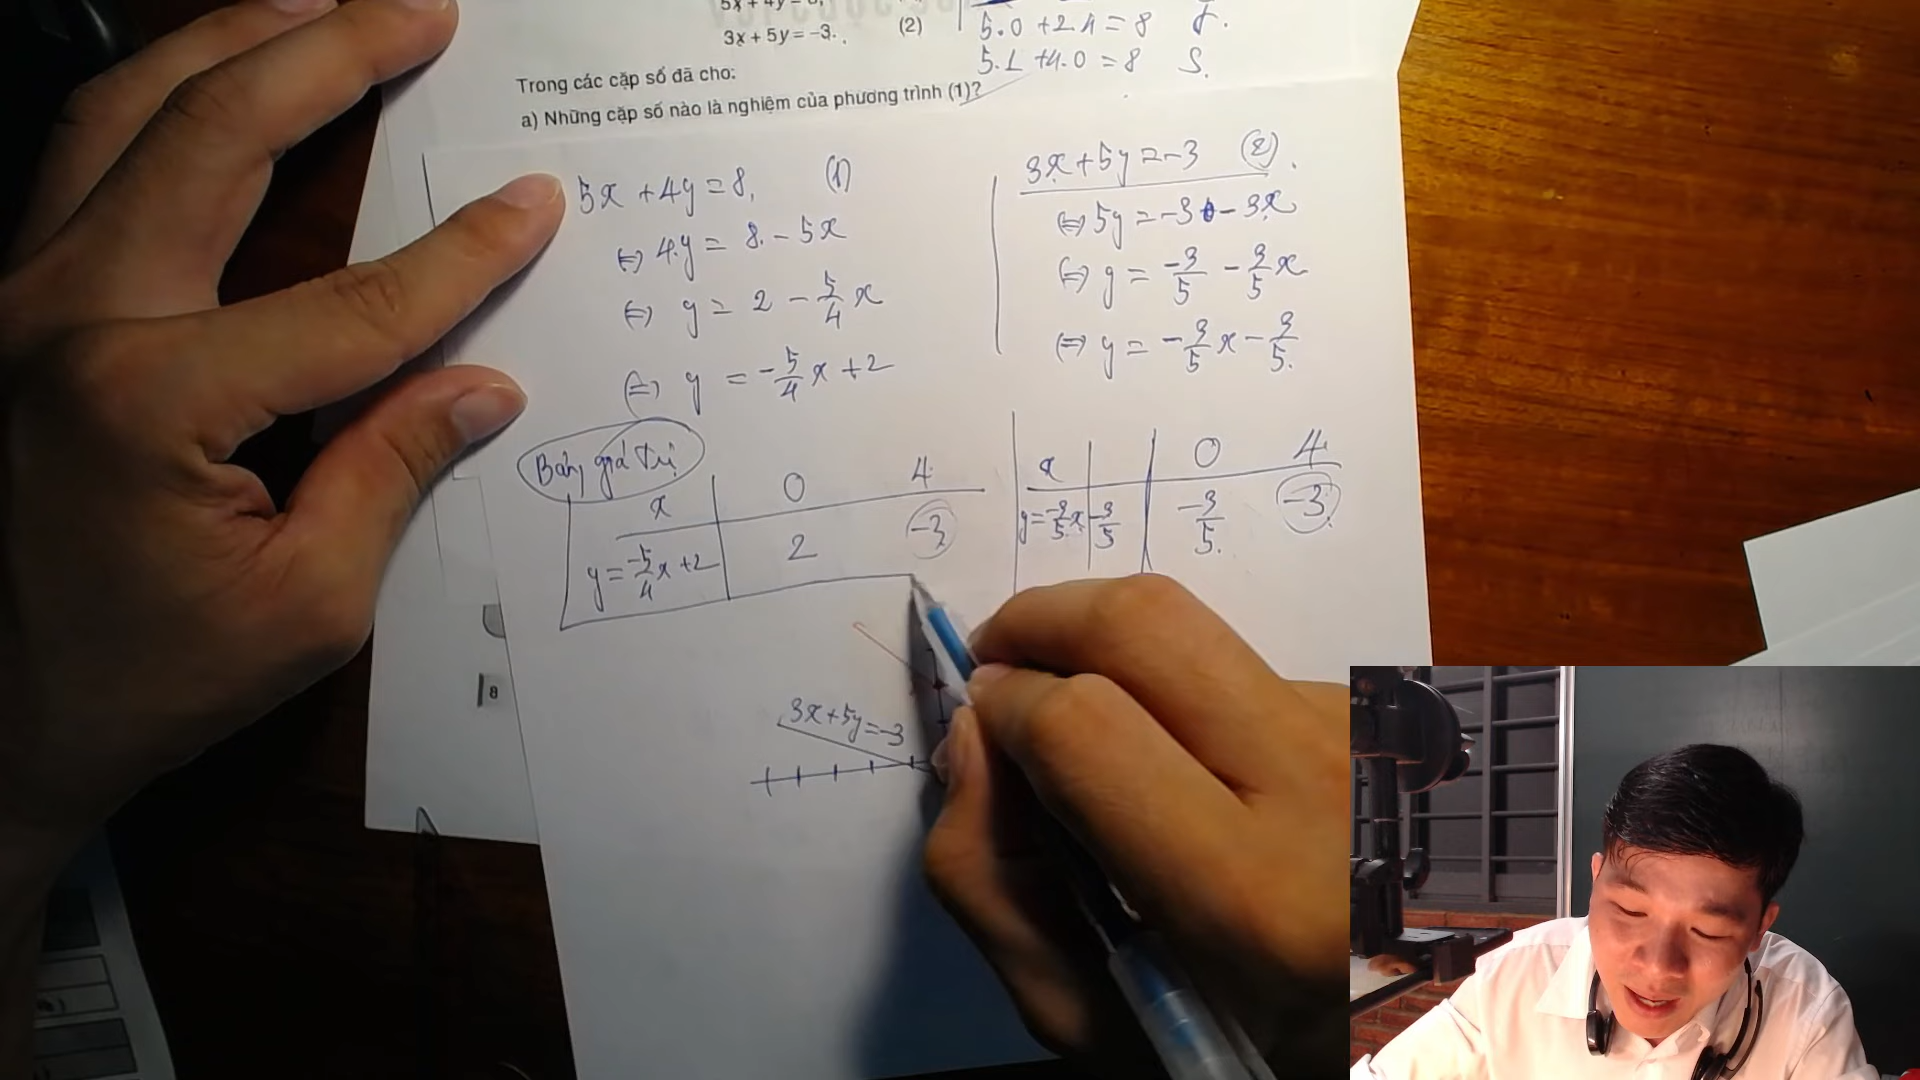 3x + 5y = −3. (2)
5.0 + 2.4 = 8 đ.
5.1 + 4.0 = 8 S.
Trong các cặp số đã cho:
a) Những cặp số nào là nghiệm của phương trình (1)?
5x + 4y = 8, (1)
⇔ 4y = 8 - 5x
⇔ y = 2 - 5/4 x
⇔ y = -5/4 x + 2
3x + 5y = -3 (2).
⇔ 5y = -3 - 3x
⇔ y = -3/5 - 3/5 x
⇔ y = -3/5 x - 3/5.
Bảng giá trị
x 0 4
y = -5/4 x + 2 2 -3
x 0 4
y = -3/5 x - 3/5 -3/5. -3.
8
3x + 5y = -3